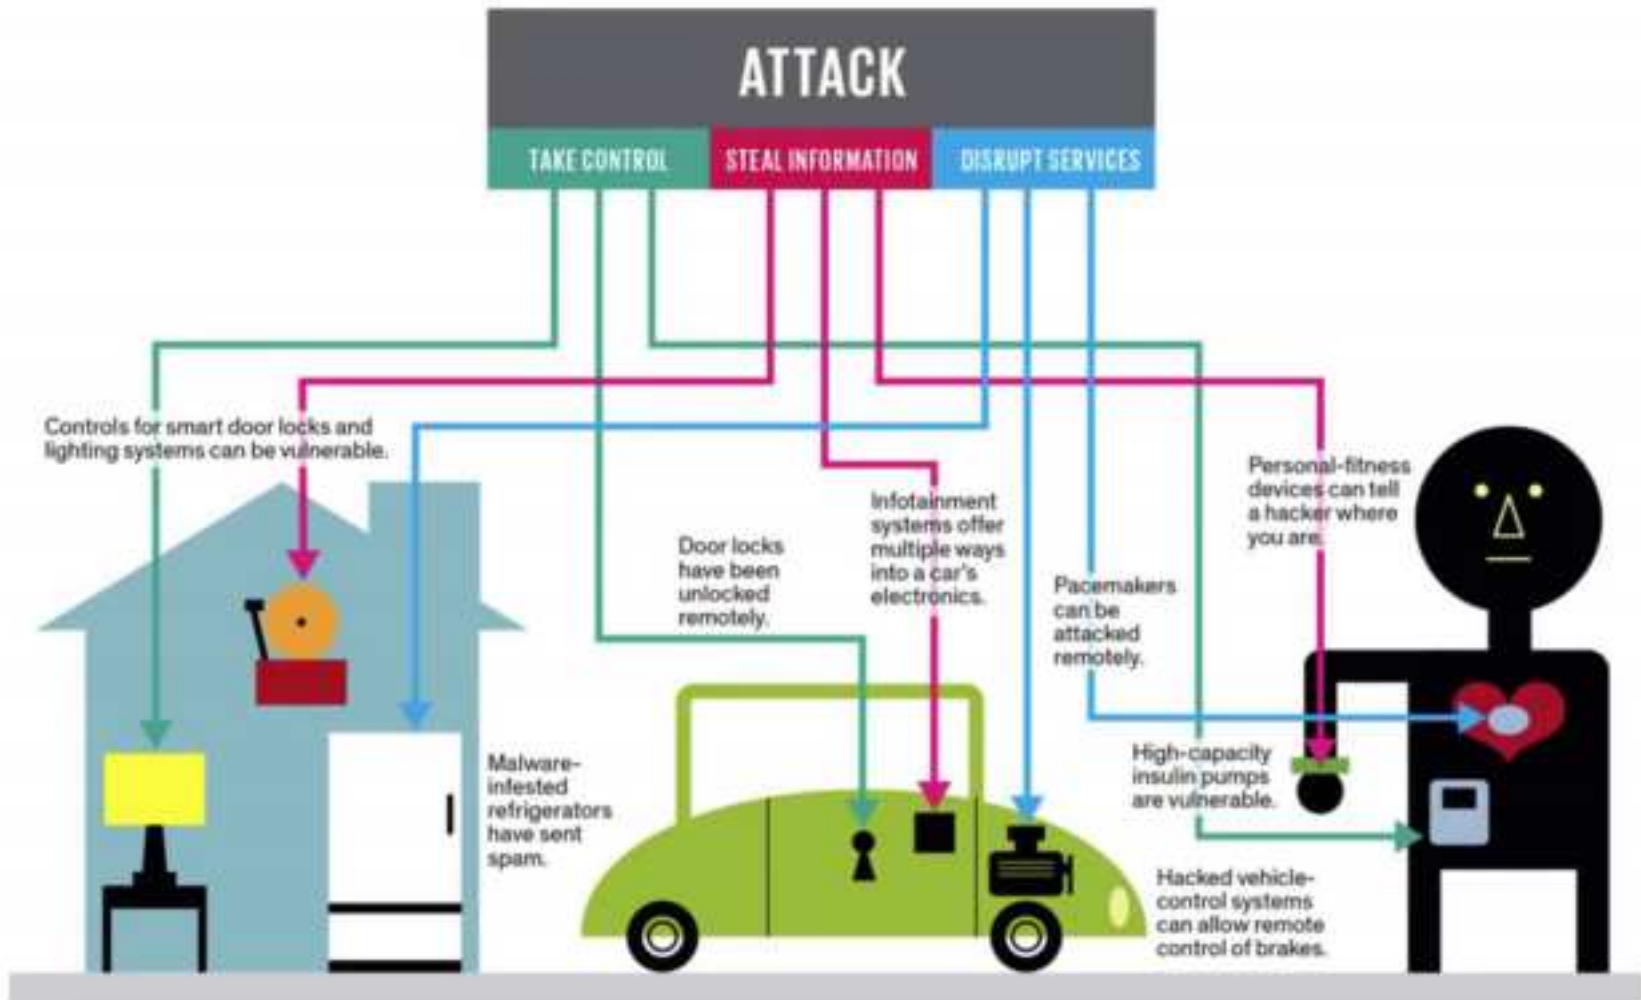 ATTACK
TAKE CONTROL
STEAL INFORMATION
DISRUPT SERVICES
Controls for smart door locks and
lighting systems can be vulnerable.
Personal-fitness
devices can tell
a hacker where
you are.
Infotainment
systems offer
multiple ways
into a car's
electronics.
Door locks
have been
unlocked
remotely.
Pacemakers
can be
attacked
remotely.
Malware-
infested
refrigerators
have sent
spam.
High-capacity
insulin pumps
are vulnerable.
Hacked vehicle-
control systems
can allow remote
control of brakes.